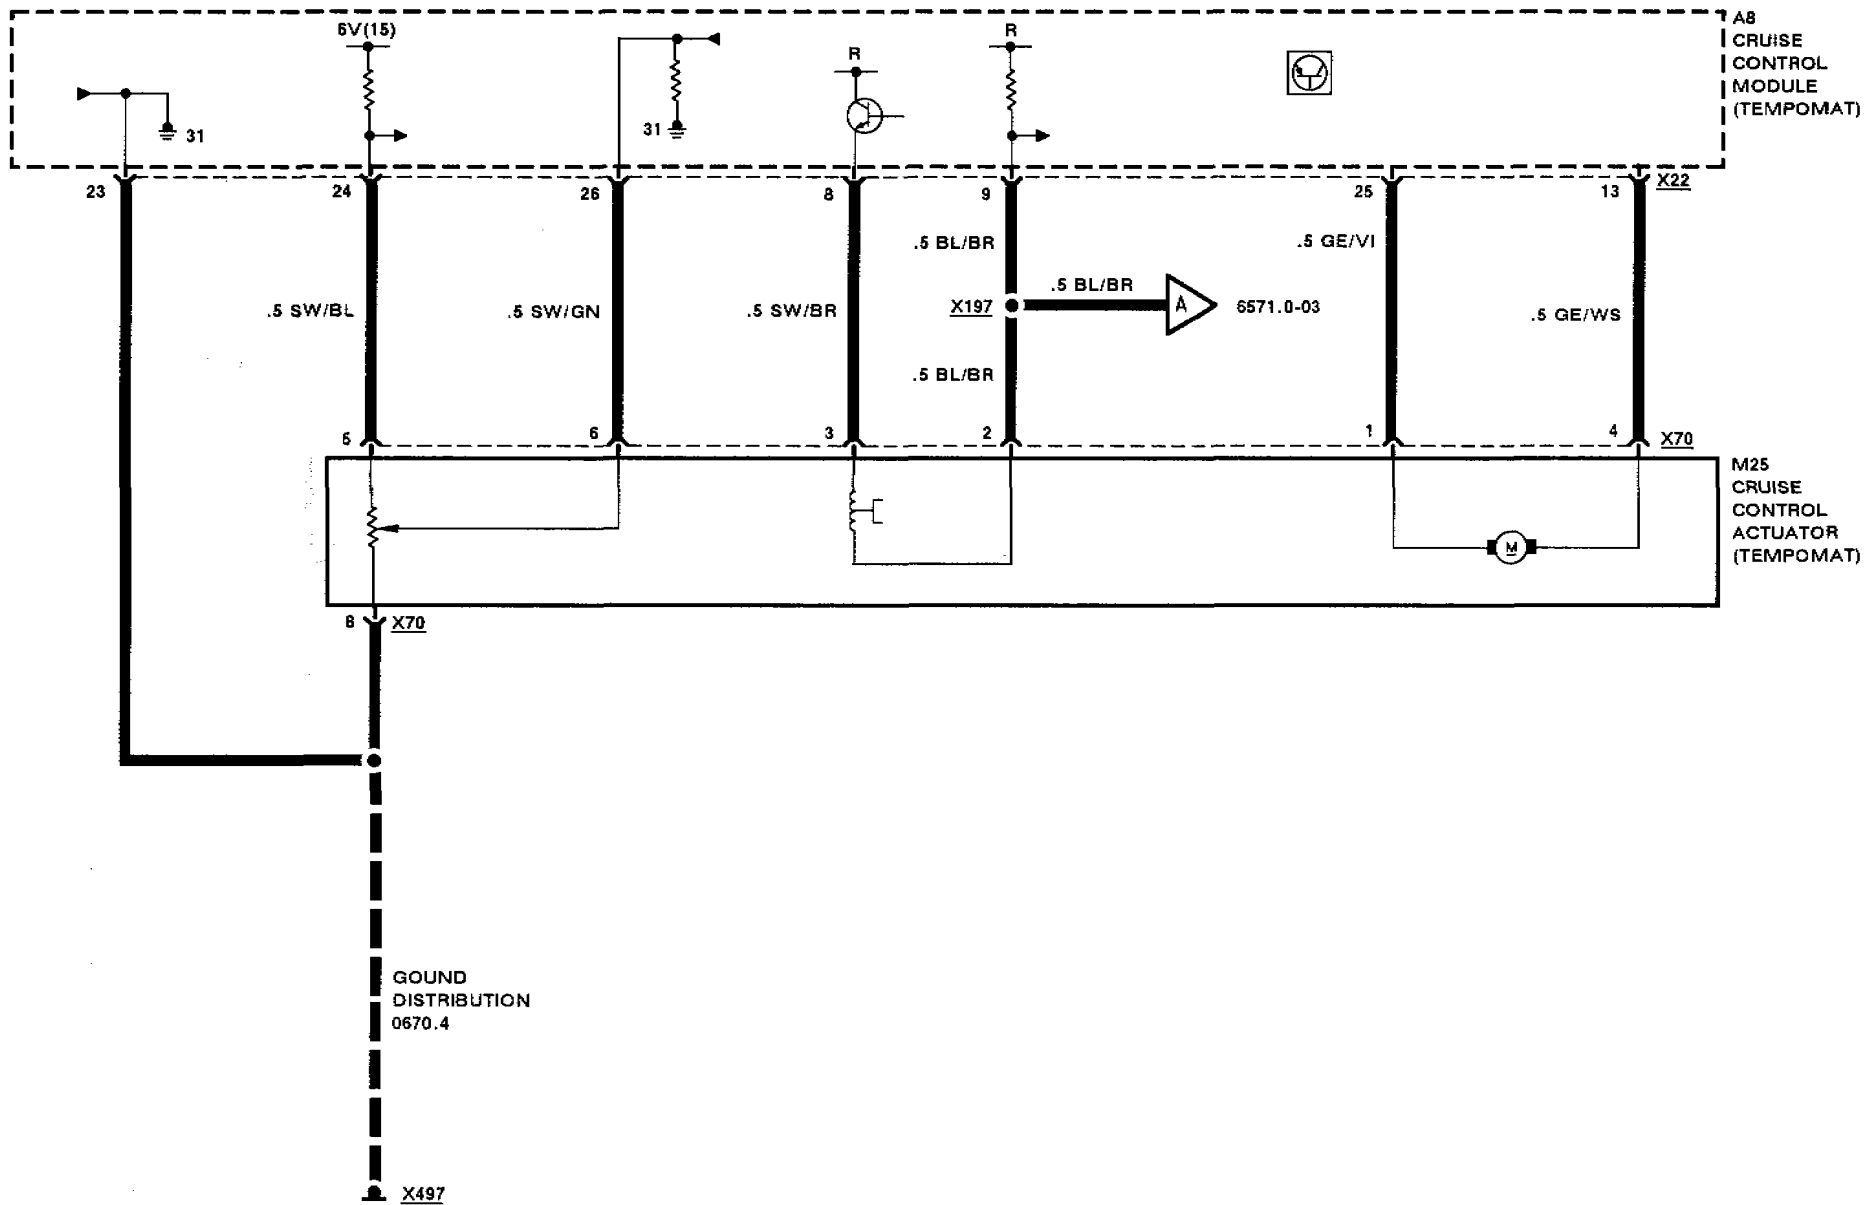 A8
CRUISE
CONTROL
MODULE
(TEMPOMAT)
6V(15)
R
R
31
31
23
24
26
8
9
25
13
X22
.5 BL/BR
.5 GE/VI
.5 SW/BL
.5 SW/GN
.5 SW/BR
X197
.5 BL/BR
A
6571.0-03
.5 GE/WS
.5 BL/BR
5
6
3
2
1
4
X70
M25
CRUISE
CONTROL
ACTUATOR
(TEMPOMAT)
M
X70
GOUND
DISTRIBUTION
0670.4
X497